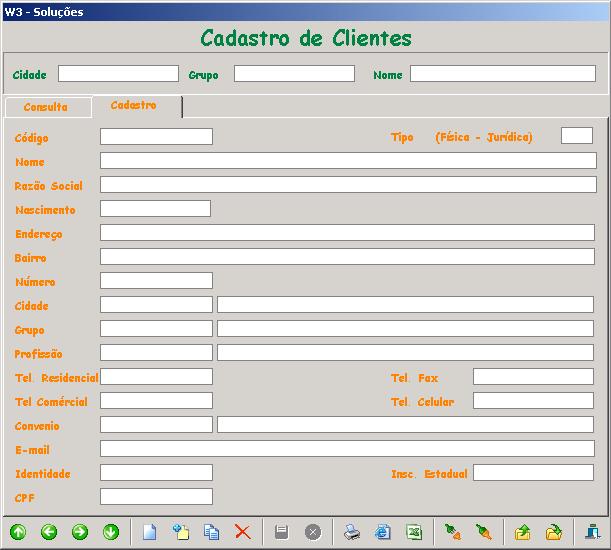 W3 - Soluções
Cadastro de Clientes
Cidade Grupo Nome
Consulta Cadastro
Código Tipo (Física - Jurídica)
Nome
Razão Social
Nascimento
Endereço
Bairro
Número
Cidade
Grupo
Profissão
Tel. Residencial Tel. Fax
Tel Comércial Tel. Celular
Convenio
E-mail
Identidade Insc. Estadual
CPF